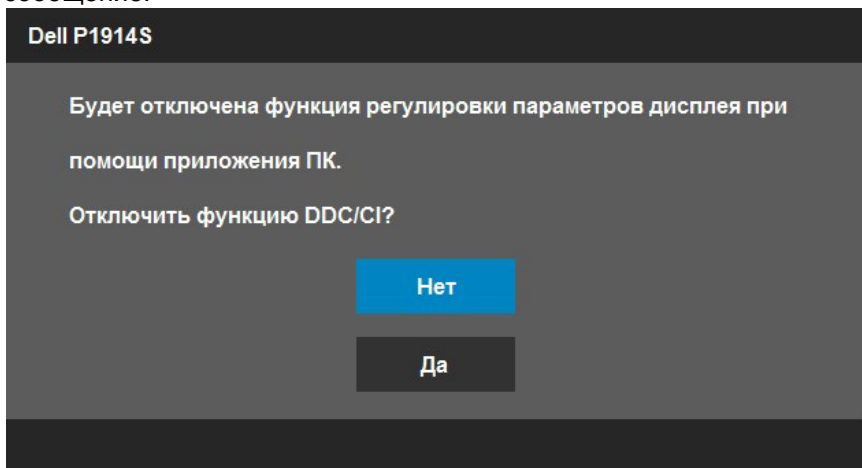 Dell P1914S
Будет отключена функция регулировки параметров дисплея при
помощи приложения ПК.
Отключить функцию DDC/CI?
Нет
Да